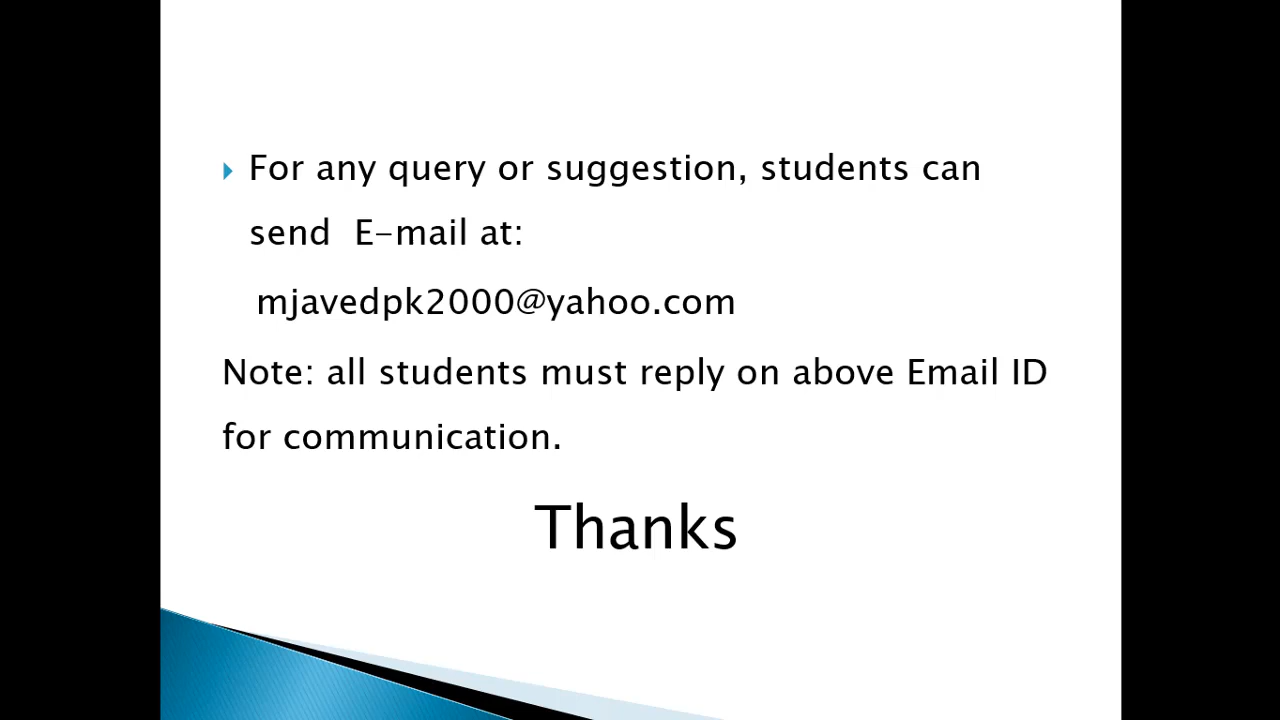 For any query or suggestion, students can
send  E-mail at:
mjavedpk2000@yahoo.com
Note: all students must reply on above Email ID
for communication.
Thanks